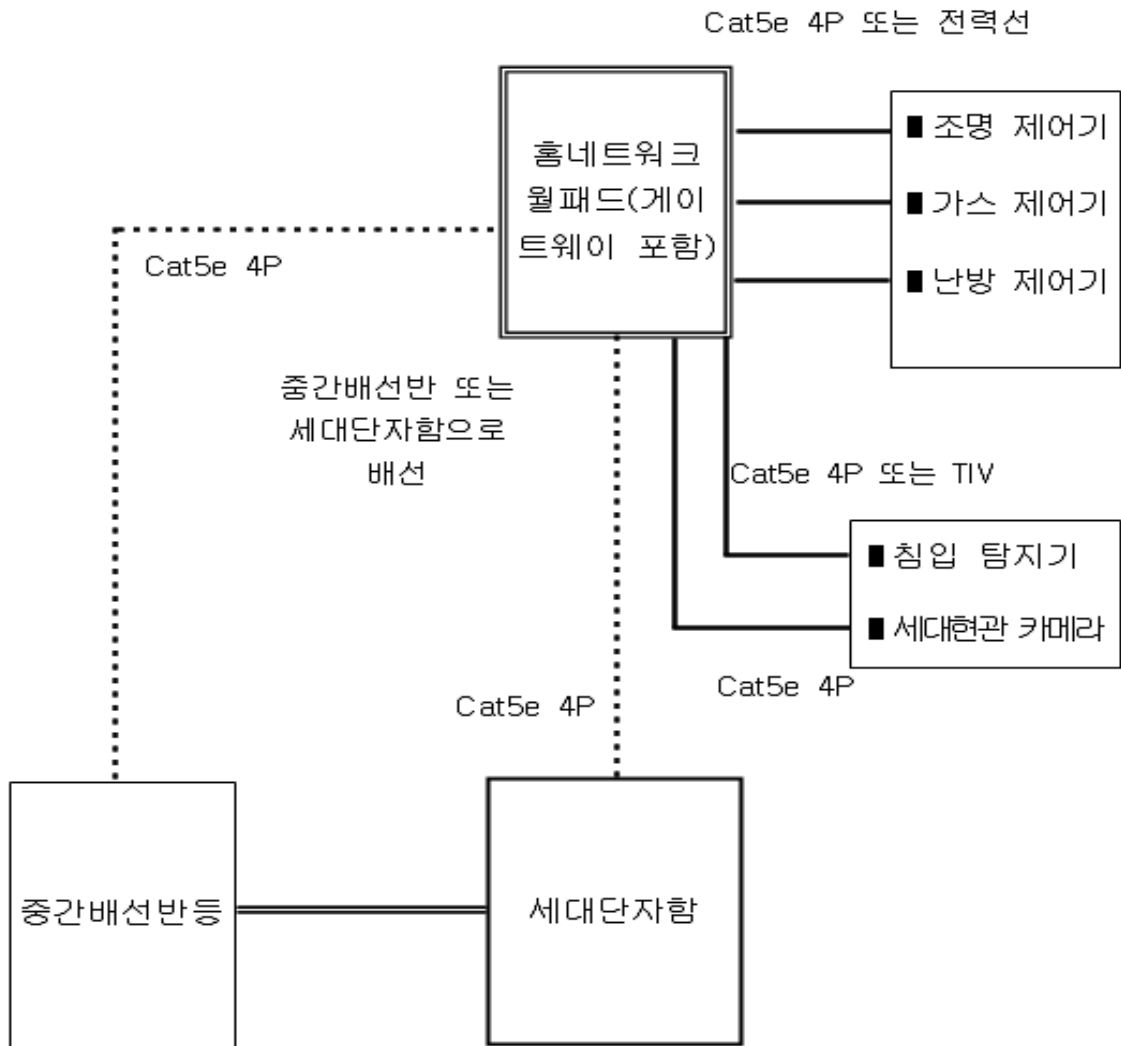 Cat5e 4P 또는 전력선
홈네트워크
월패드(게이
트웨이 포함)
■ 조명 제어기
■ 가스 제어기
■ 난방 제어기
Cat5e 4P
중간배선반 또는
세대단자함으로
배선
Cat5e 4P 또는 TIV
■ 침입 탐지기
■ 세대현관 카메라
Cat5e 4P
Cat5e 4P
중간배선반등
세대단자함